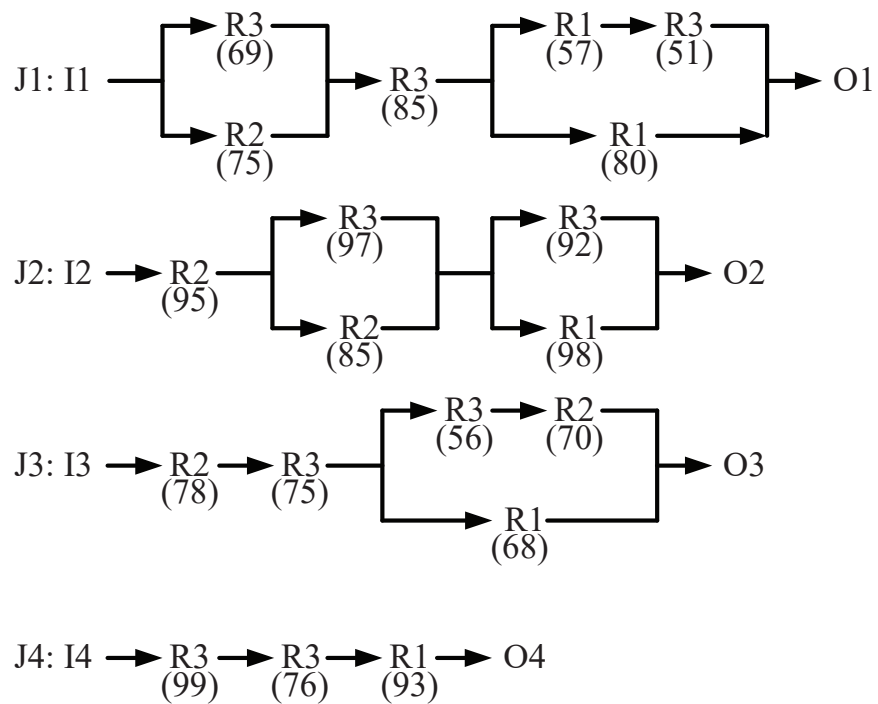 R3 R1 R3
(69) (57) (51)
J1: I1 R3 O1
(85)
R2 R1
(75) (80)
R3 R3
(97) (92)
J2: I2 R2 O2
(95)
R2 R1
(85) (98)
R3 R2
(56) (70)
J3: I3 R2 R3 O3
(78) (75)
R1
(68)
J4: I4 R3 R3 R1 O4
(99) (76) (93)